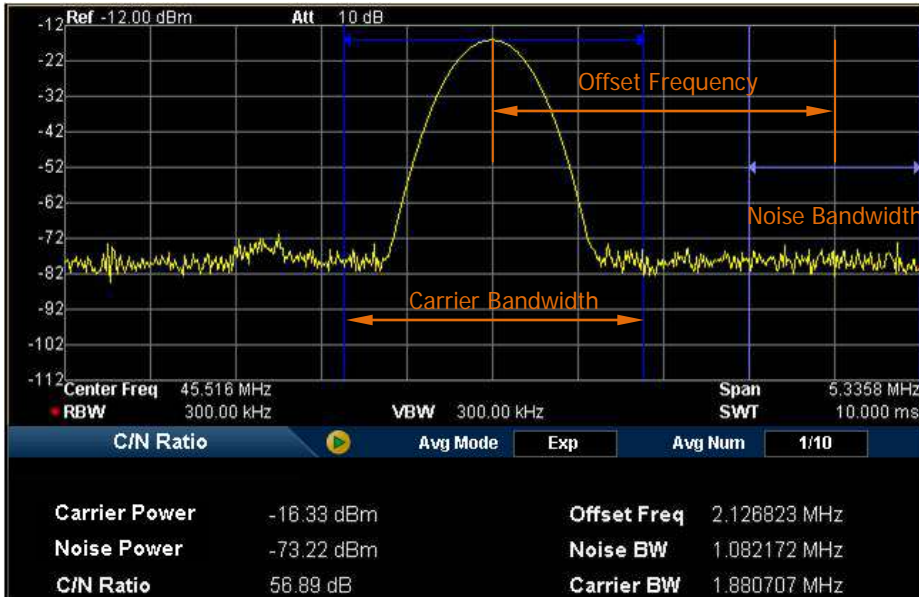 Ref -12.00 dBm Att 10 dB
-12
-22
-32
-42
-52
-62
-72
-82
-92
-102
-112
Offset Frequency
Noise Bandwidth
Carrier Bandwidth
Center Freq 45.516 MHz Span 5.3358 MHz
RBW 300.00 kHz VBW 300.00 kHz SWT 10.000 ms
C/N Ratio Avg Mode Exp Avg Num 1/10
Carrier Power -16.33 dBm Offset Freq 2.126823 MHz
Noise Power -73.22 dBm Noise BW 1.082172 MHz
C/N Ratio 56.89 dB Carrier BW 1.880707 MHz